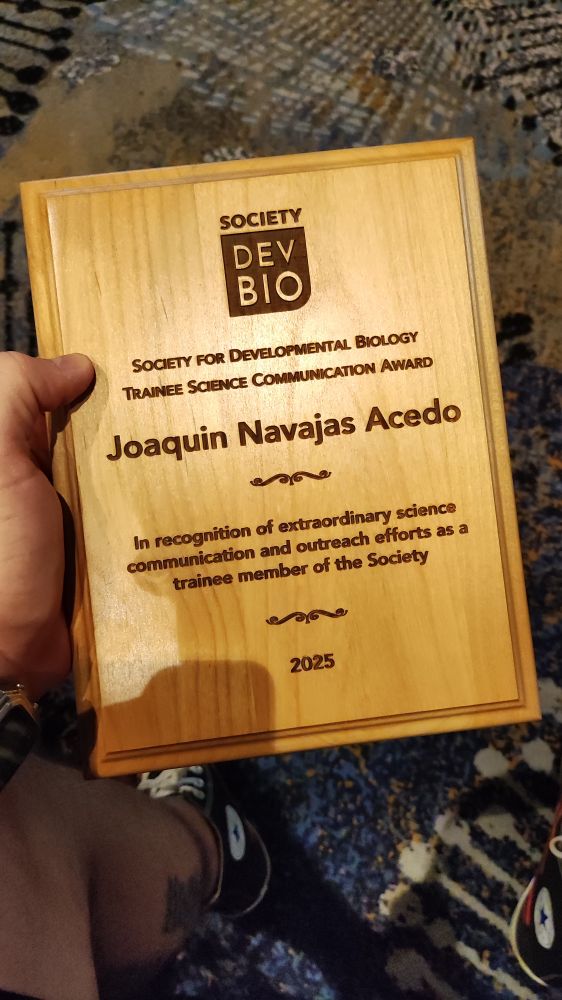 SOCIETY
DEV
BIO
SOCIETY FOR DEVELOPMENTAL BIOLOGY
TRAINEE SCIENCE COMMUNICATION AWARD
Joaquin Navajas Acedo
In recognition of extraordinary science
communication and outreach efforts as a
trainee member of the Society
2025